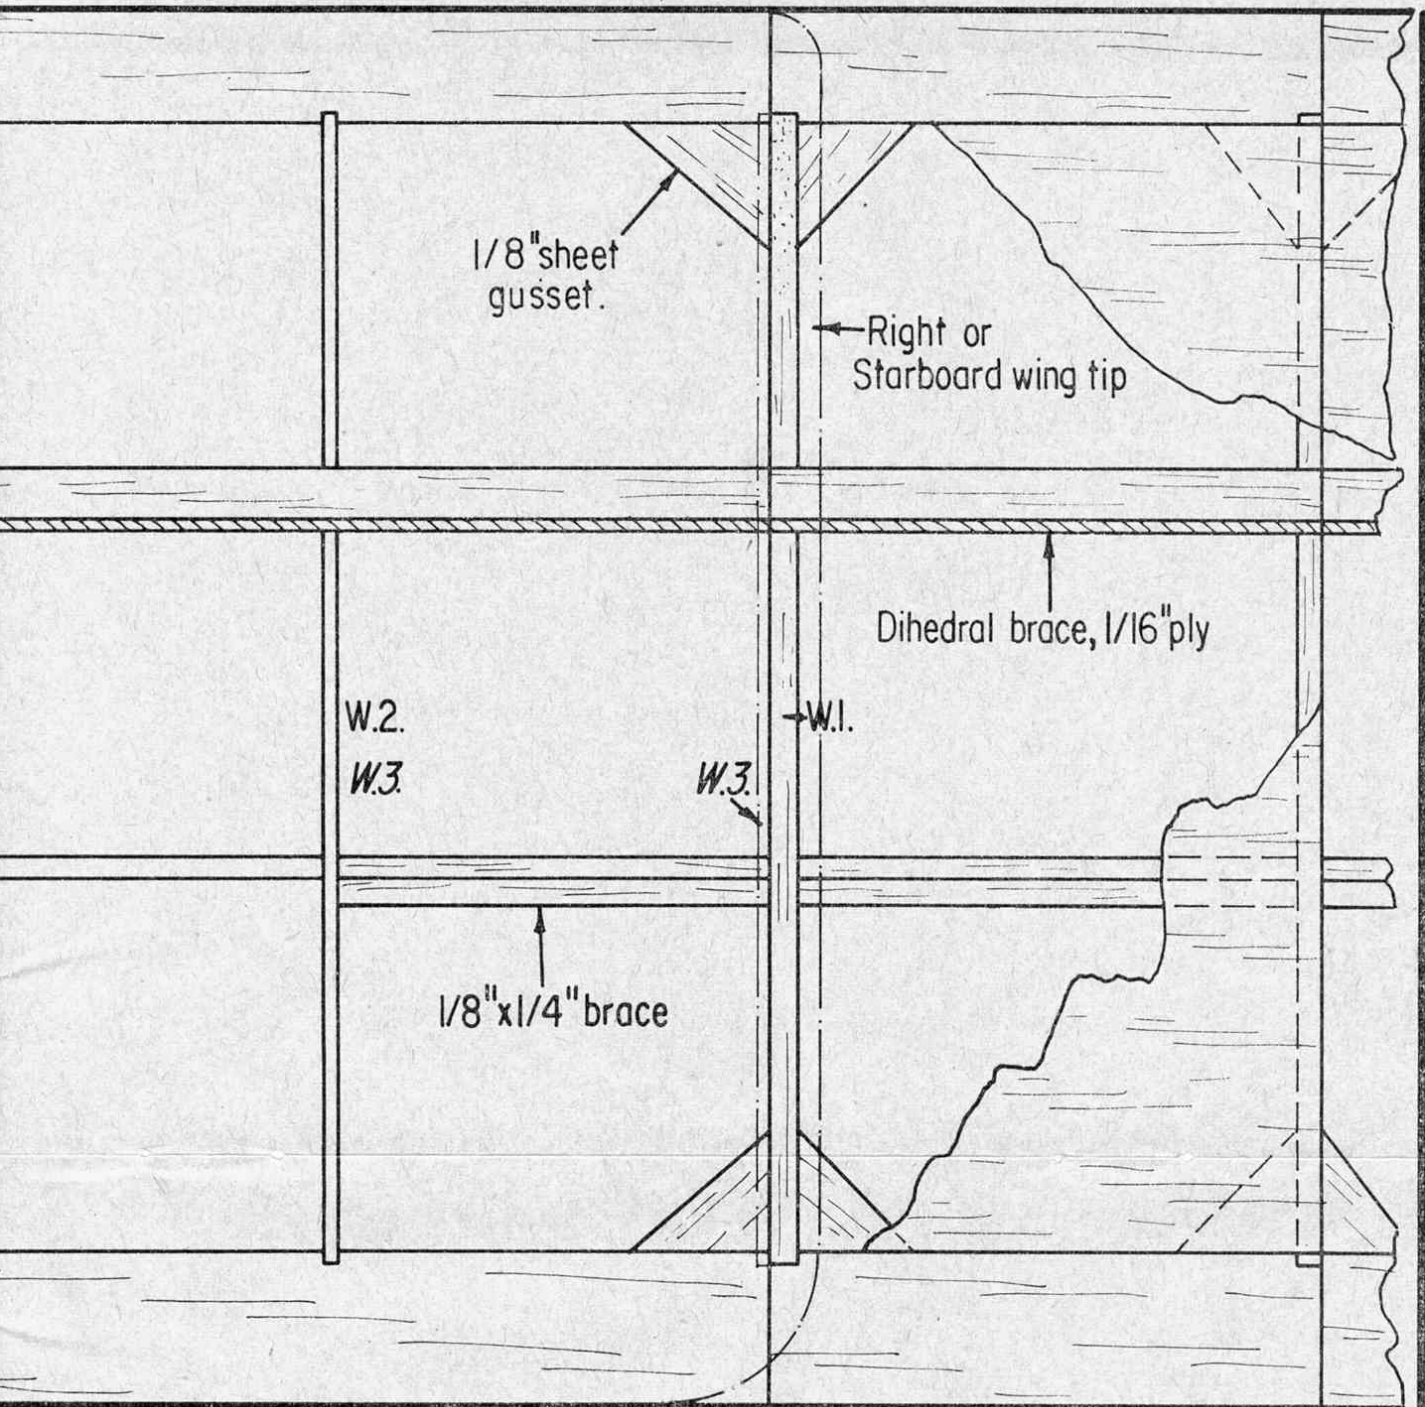 1/8" sheet
gusset.
Right or
Starboard wing tip
Dihedral brace, 1/16" ply
W.2.
W.1.
W.3.
W.3.
1/8"x1/4" brace